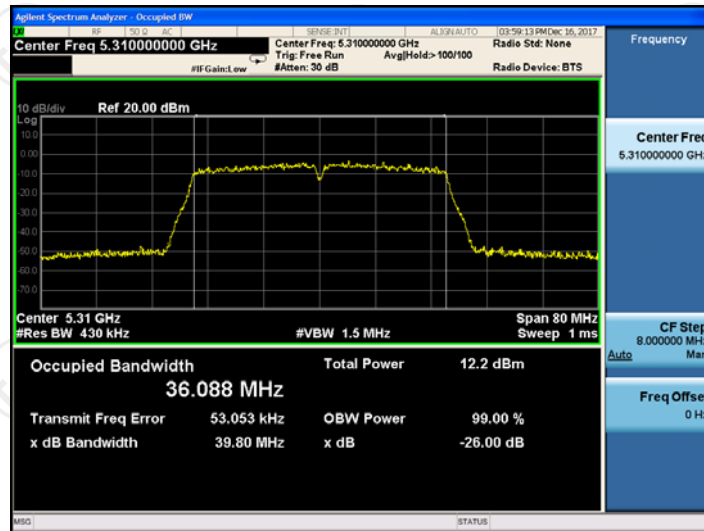 Agilent Spectrum Analyzer - Occupied BW
RF 50 Ω AC SENSE:INT ALIGN AUTO 03:59:13 PM Dec 16, 2017
Center Freq 5.310000000 GHz
Center Freq: 5.310000000 GHz
Radio Std: None
Trig: Free Run Avg|Hold:>100/100
#IFGain:Low #Atten: 30 dB Radio Device: BTS
Frequency
10 dB/div Ref 20.00 dBm
Log
10.0
0.00
-10.0
-20.0
-30.0
-40.0
-50.0
-60.0
-70.0
Center 5.31 GHz Span 80 MHz
#Res BW 430 kHz #VBW 1.5 MHz Sweep 1 ms
Occupied Bandwidth Total Power 12.2 dBm
36.088 MHz
Transmit Freq Error 53.053 kHz OBW Power 99.00 %
x dB Bandwidth 39.80 MHz x dB -26.00 dB
Center Freq
5.310000000 GHz
CF Step
8.000000 MHz
Auto Man
Freq Offset
0 Hz
MSG STATUS